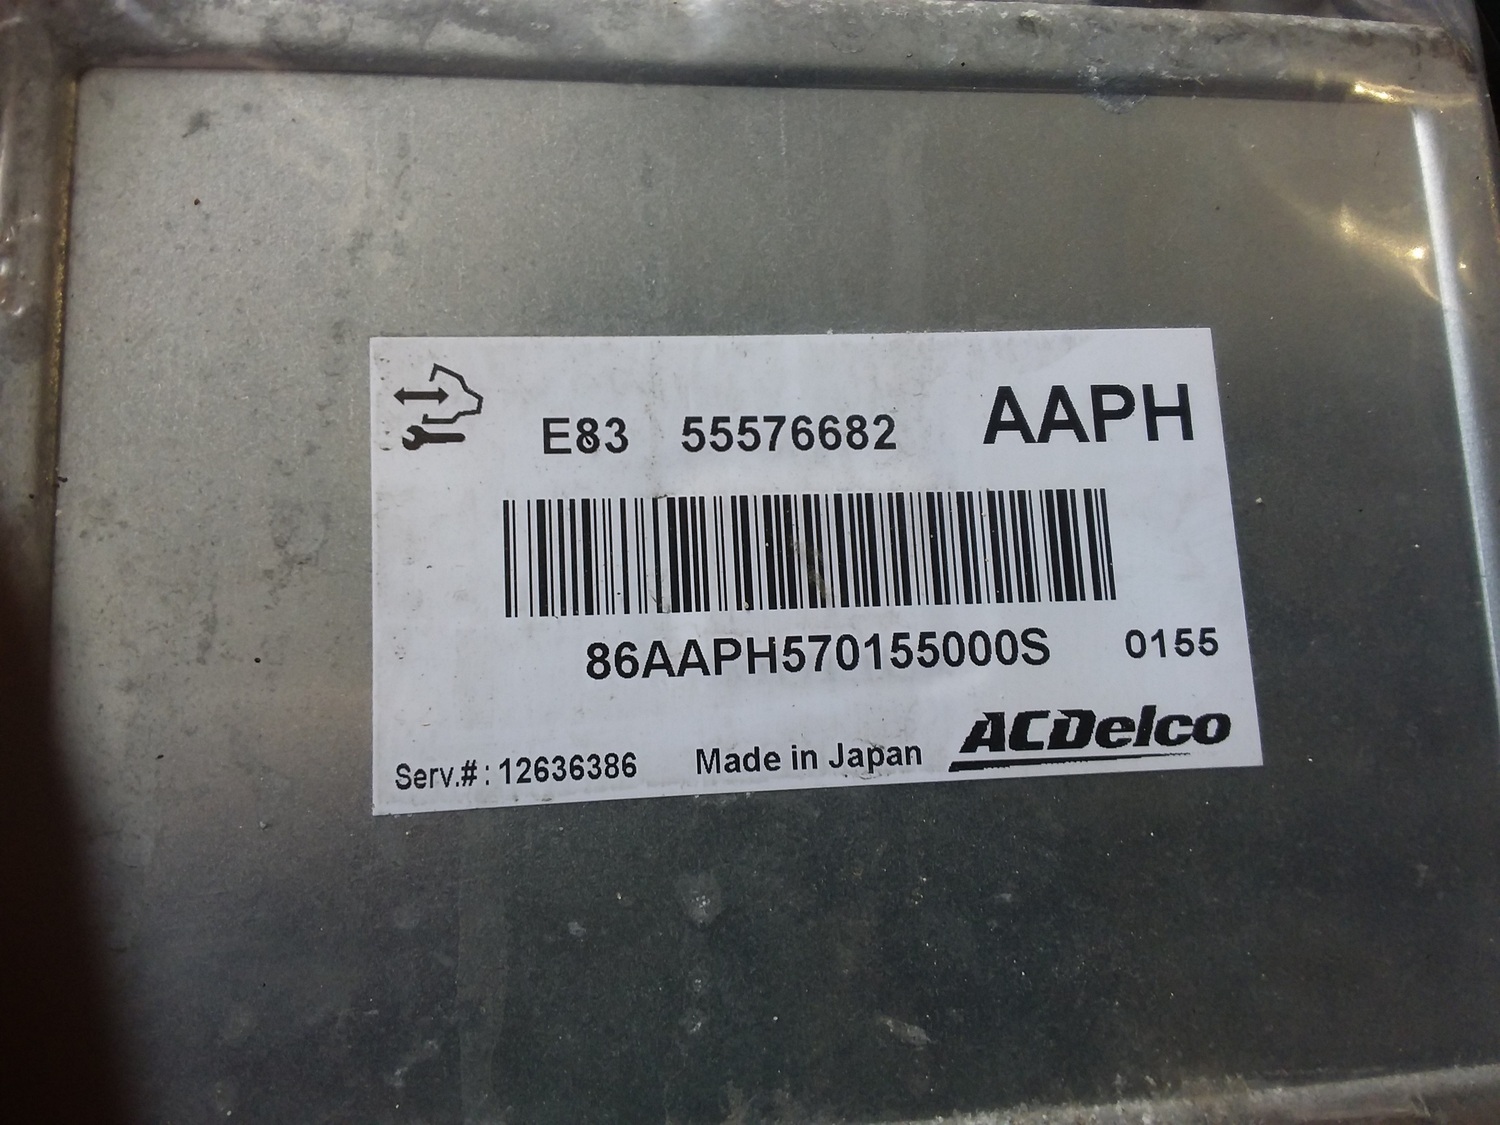 E83 55576682 AAPH
86AAPH570155000S 0155
Serv.#: 12636386 Made in Japan ACDelco